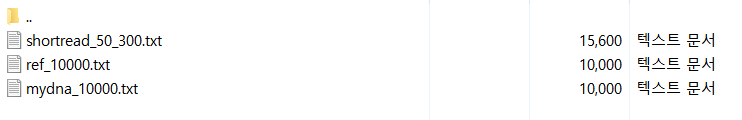 ..
shortread_50_300.txt 15,600 텍스트 문서
ref_10000.txt 10,000 텍스트 문서
mydna_10000.txt 10,000 텍스트 문서